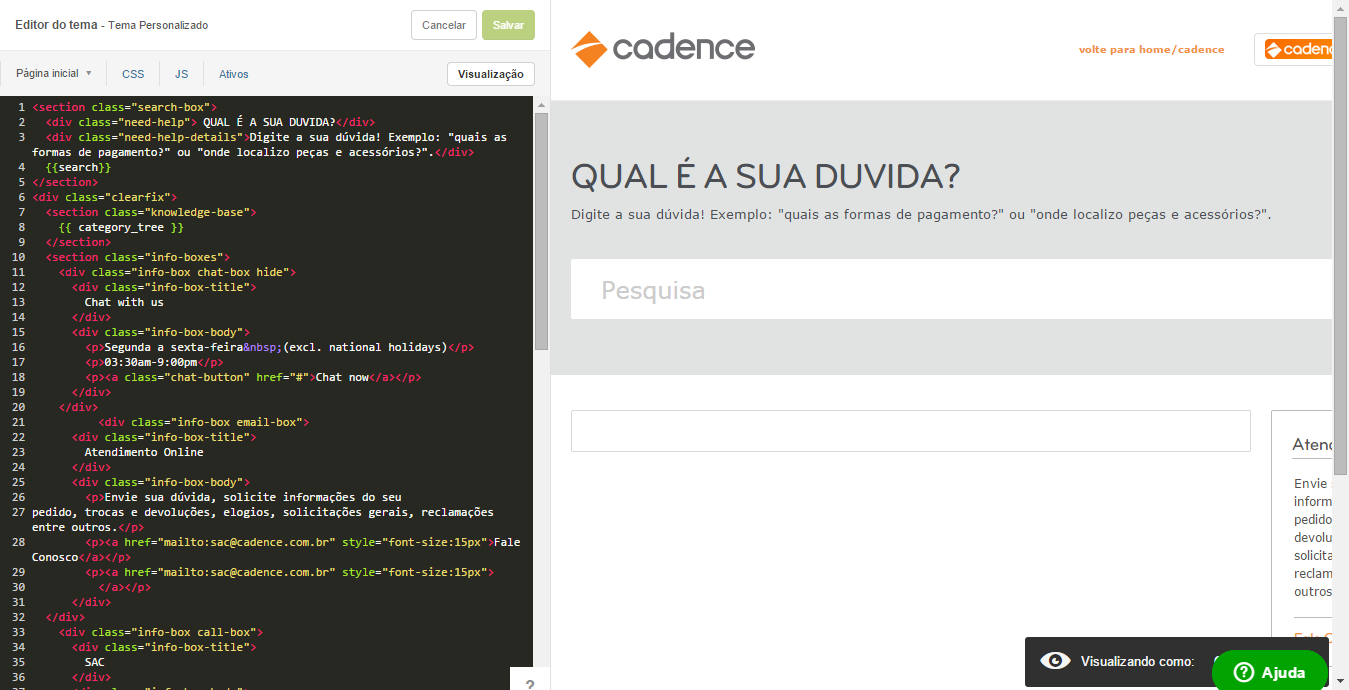 Editor do tema - Tema Personalizado
Cancelar
Salvar
Página inicial
CSS
JS
Ativos
Visualização
1 <section class="search-box">
2 <div class="need-help"> QUAL É A SUA DUVIDA?</div>
3 <div class="need-help-details">Digite a sua dúvida! Exemplo: "quais as
formas de pagamento?" ou "onde localizo peças e acessórios?".</div>
4 {{search}}
5 </section>
6 <div class="clearfix">
7 <section class="knowledge-base">
8 {{ category_tree }}
9 </section>
10 <section class="info-boxes">
11 <div class="info-box chat-box hide">
12 <div class="info-box-title">
13 Chat with us
14 </div>
15 <div class="info-box-body">
16 <p>Segunda a sexta-feira&nbsp;(excl. national holidays)</p>
17 <p>03:30am-9:00pm</p>
18 <p><a class="chat-button" href="#">Chat now</a></p>
19 </div>
20 </div>
21 <div class="info-box email-box">
22 <div class="info-box-title">
23 Atendimento Online
24 </div>
25 <div class="info-box-body">
26 <p>Envie sua dúvida, solicite informações do seu
27 pedido, trocas e devoluções, elogios, solicitações gerais, reclamações
entre outros.</p>
28 <p><a href="mailto:sac@cadence.com.br" style="font-size:15px">Fale
Conosco</a></p>
29 <p><a href="mailto:sac@cadence.com.br" style="font-size:15px">
30 </a></p>
31 </div>
32 </div>
33 <div class="info-box call-box">
34 <div class="info-box-title">
35 SAC
36 </div>
?
cadence
volte para home/cadence
cadenc
QUAL É A SUA DUVIDA?
Digite a sua dúvida! Exemplo: "quais as formas de pagamento?" ou "onde localizo peças e acessórios?".
Pesquisa
Atenc
Envie
inform
pedido
devolu
solicita
reclam
outros
Visualizando como:
Ajuda